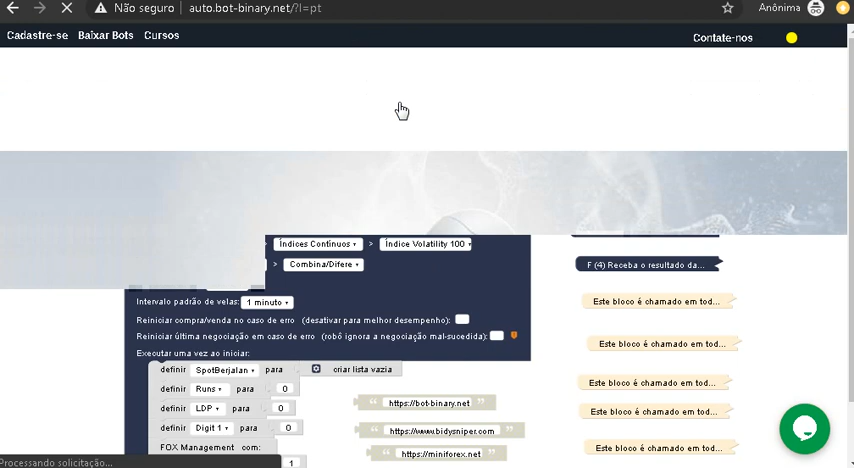 Não seguro auto.bot-binary.net/?l=pt Anônima
Cadastre-se Baixar Bots Cursos Contate-nos
> Índices Contínuos > Índice Volatility 100
> Combina/Difere
F (4) Receba o resultado da...
Intervalo padrão de velas: 1 minuto
Este bloco é chamado em tod...
Reiniciar compra/venda no caso de erro (desativar para melhor desempenho):
Reiniciar última negociação em caso de erro (robô ignora a negociação mal-sucedida):
Este bloco é chamado em tod...
Executar uma vez ao iniciar:
definir SpotBerjalan para criar lista vazia
Este bloco é chamado em tod...
definir Runs para 0
“ https://bot-binary.net ”
definir LDP para 0
Este bloco é chamado em tod...
definir Digit 1 para 0
“ https://www.bidysniper.com ”
FOX Management com:
Este bloco é chamado em tod...
“ https://miniforex.net ”
Processando solicitação...
1